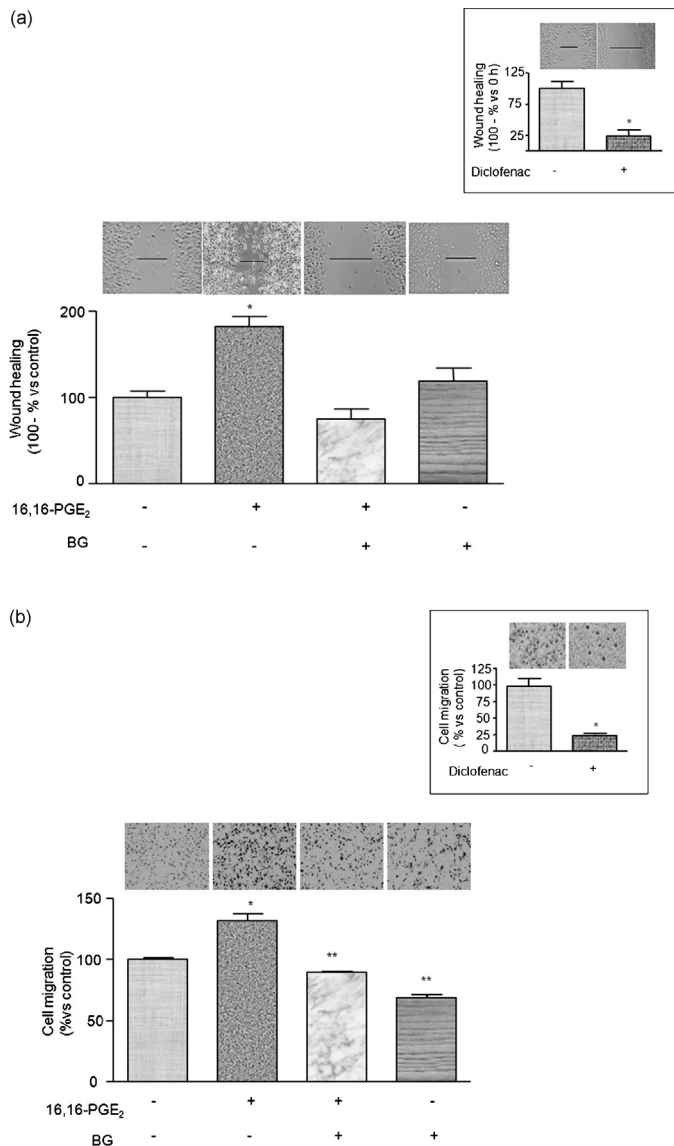 (a)
Wound healing
(100 - % vs 0 h)
125
75
25
*
Diclofenac - +
Wound healing
(100 - % vs control)
200
100
0
*
16,16-PGE₂ - + + -
BG - - + +
(b)
Cell migration
( % vs control)
125
100
75
50
25
0
*
Diclofenac - +
Cell migration
(%vs control)
150
100
50
0
*
**
**
16,16-PGE₂ - + + -
BG - - + +